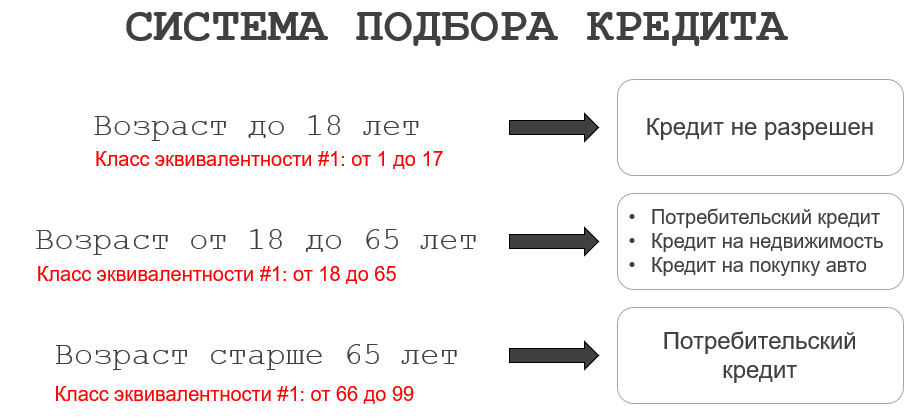 СИСТЕМА ПОДБОРА КРЕДИТА
Возраст до 18 лет
Класс эквивалентности #1: от 1 до 17
Кредит не разрешен
Возраст от 18 до 65 лет
Класс эквивалентности #1: от 18 до 65
• Потребительский кредит
• Кредит на недвижимость
• Кредит на покупку авто
Возраст старше 65 лет
Класс эквивалентности #1: от 66 до 99
Потребительский
кредит